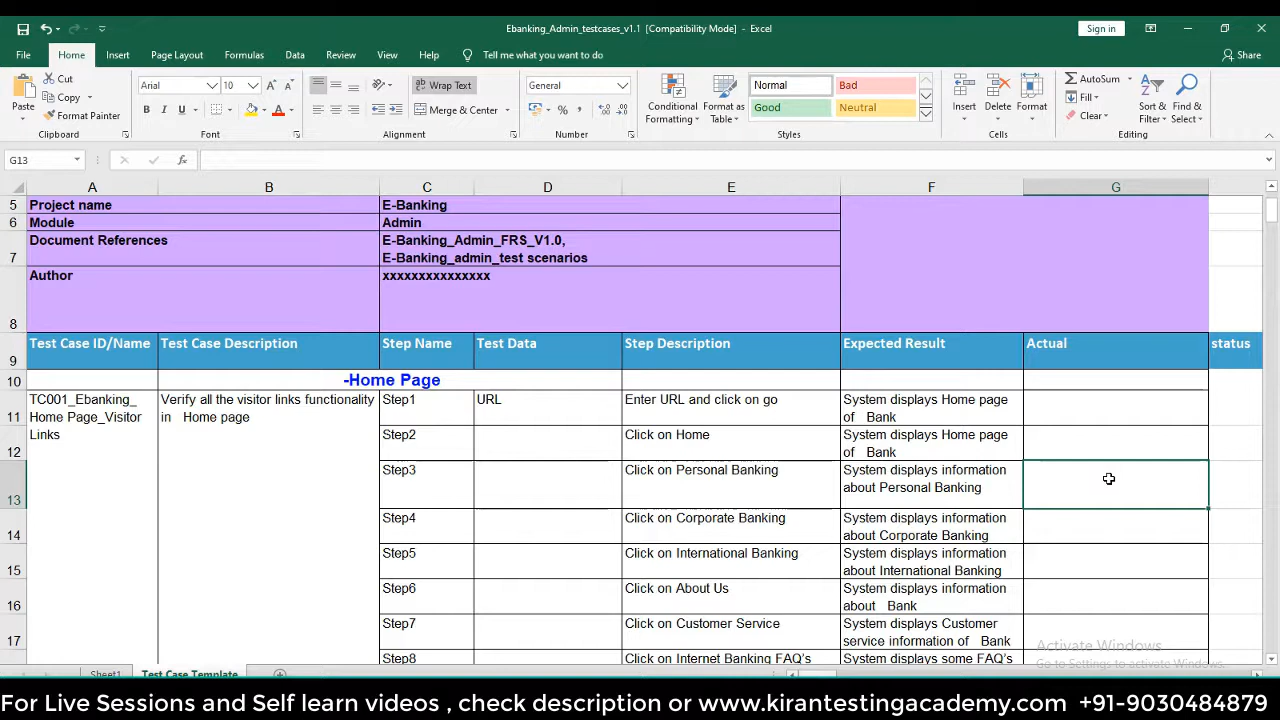 Ebanking_Admin_testcases_v1.1 [Compatibility Mode] - Excel
Sign in
File Home Insert Page Layout Formulas Data Review View Help Tell me what you want to do Share
Paste
Cut
Copy
Format Painter
Clipboard
Arial 10
B I U
Font
Wrap Text
Merge & Center
Alignment
General
Number
Conditional Formatting
Format as Table
Normal Bad
Good Neutral
Styles
Insert Delete Format
Cells
AutoSum
Fill
Clear
Sort & Filter
Find & Select
Editing
G13 fx
A B C D E F G
5 Project name E-Banking
6 Module Admin
7 Document References E-Banking_Admin_FRS_V1.0,
E-Banking_admin_test scenarios
8 Author xxxxxxxxxxxxxxx
9 Test Case ID/Name Test Case Description Step Name Test Data Step Description Expected Result Actual status
10 -Home Page
11 TC001_Ebanking_ Verify all the visitor links functionality Step1 URL Enter URL and click on go System displays Home page
Home Page_Visitor in Home page of Bank
12 Links Step2 Click on Home System displays Home page
of Bank
13 Step3 Click on Personal Banking System displays information
about Personal Banking
14 Step4 Click on Corporate Banking System displays information
about Corporate Banking
15 Step5 Click on International Banking System displays information
about International Banking
16 Step6 Click on About Us System displays information
about Bank
17 Step7 Click on Customer Service System displays Customer
service information of Bank
Step8 Click on Internet Banking FAQ's System displays some FAQ's
Activate Windows
Go to Settings to activate Windows.
Sheet1 Test Case Template
For Live Sessions and Self learn videos , check description or www.kirantestingacademy.com +91-9030484879